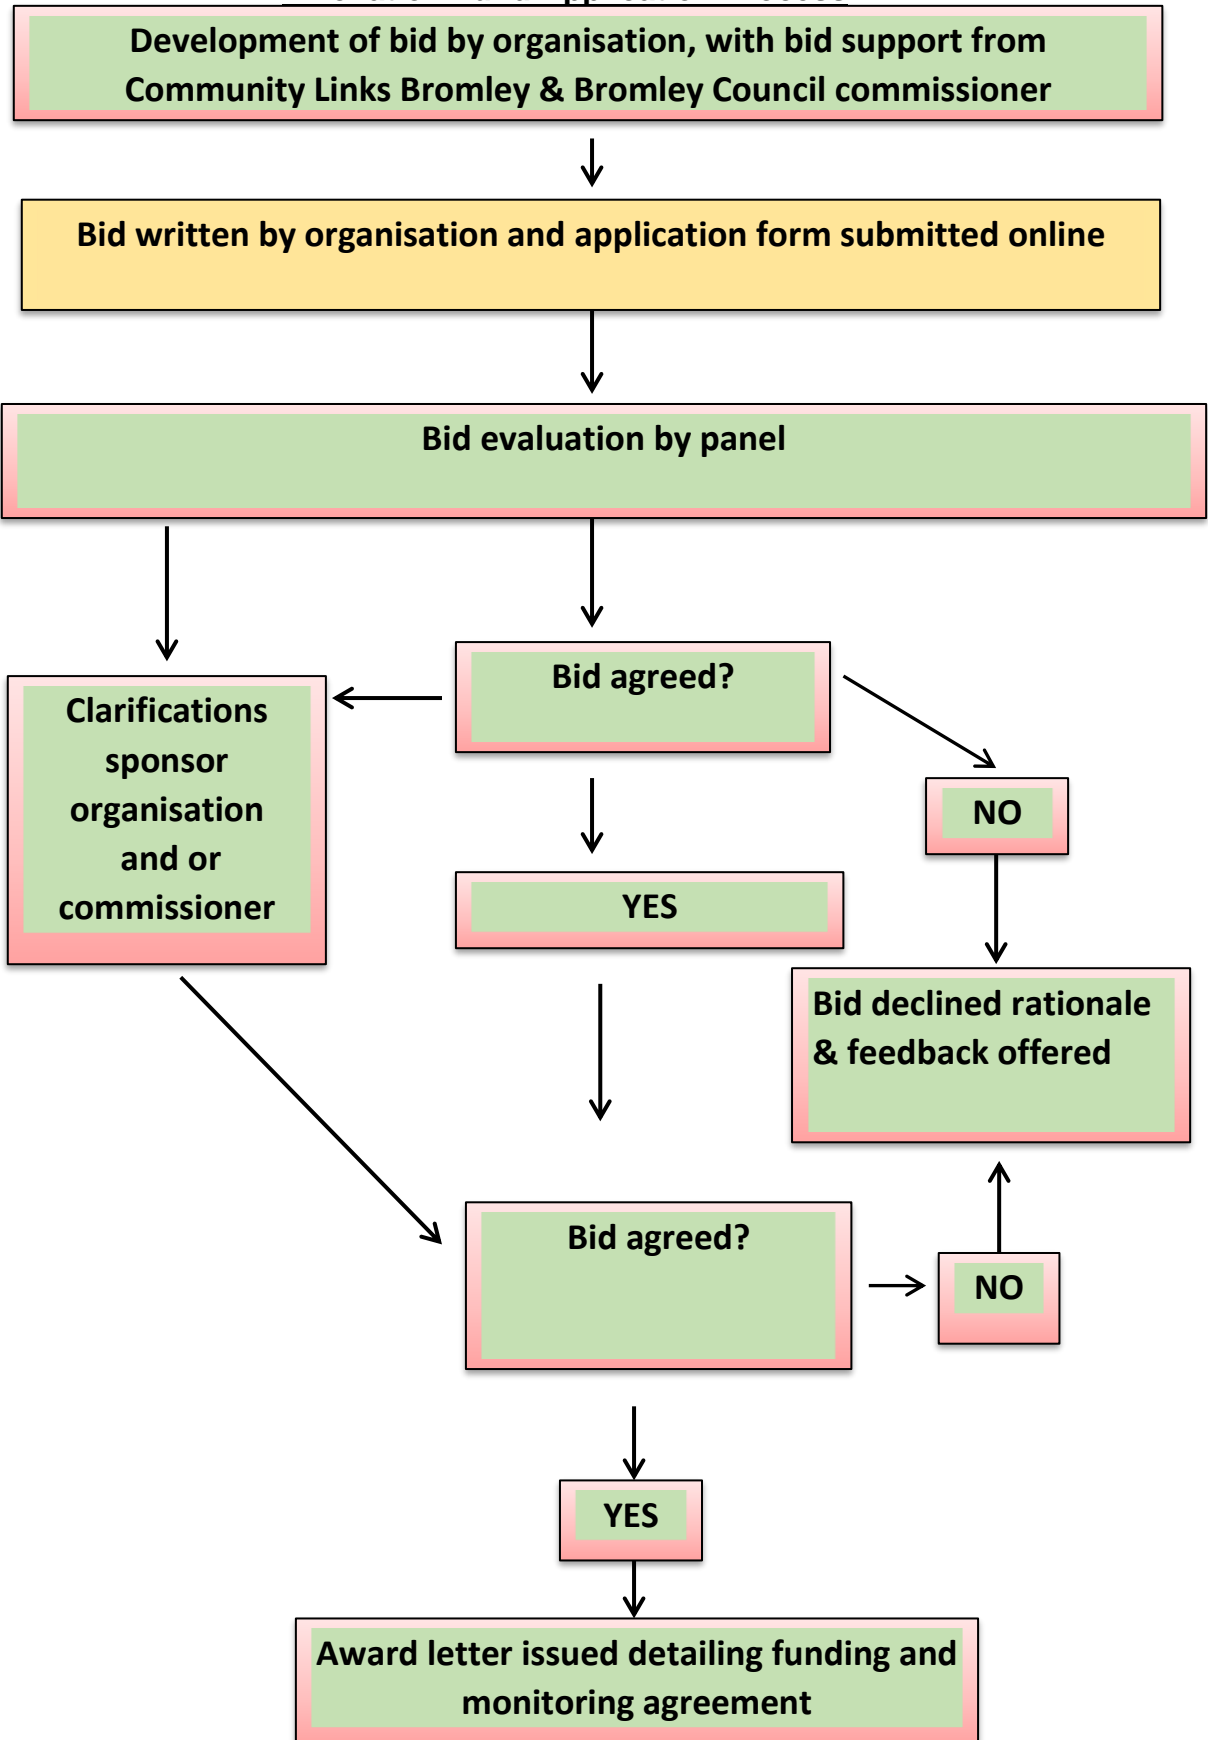 Development of bid by organisation, with bid support from
Community Links Bromley & Bromley Council commissioner
Bid written by organisation and application form submitted online
Bid evaluation by panel
Bid agreed?
Clarifications
sponsor
organisation
and or
commissioner
NO
YES
Bid declined rationale
& feedback offered
Bid agreed?
NO
YES
Award letter issued detailing funding and
monitoring agreement